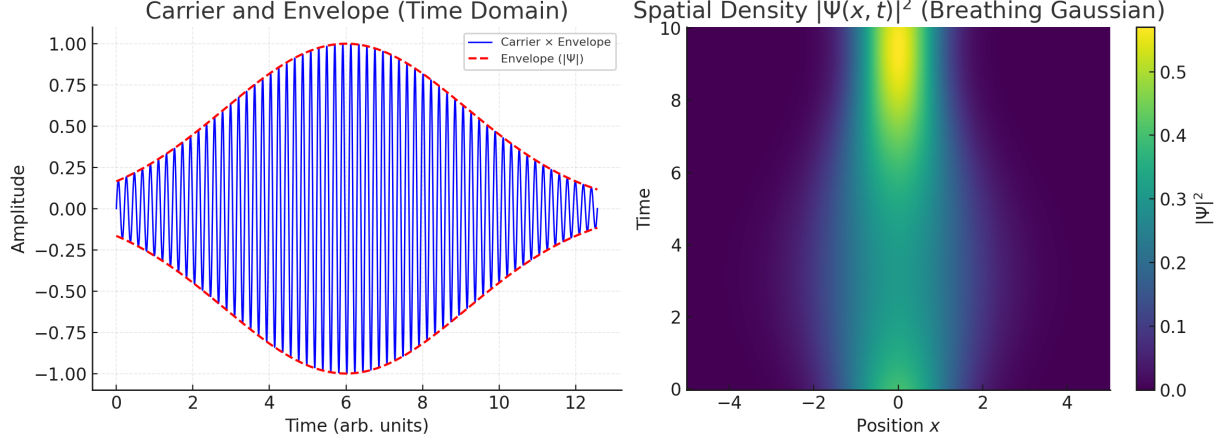 Carrier and Envelope (Time Domain)
1.00
0.75
0.50
0.25
0.00
−0.25
−0.50
−0.75
−1.00
Amplitude
Carrier × Envelope
Envelope (|Ψ|)
0 2 4 6 8 10 12
Time (arb. units)
Spatial Density |Ψ(x, t)|² (Breathing Gaussian)
10
8
6
4
2
0
Time
−4 −2 0 2 4
Position x
0.5
0.4
0.3
0.2
0.1
0.0
|Ψ|²